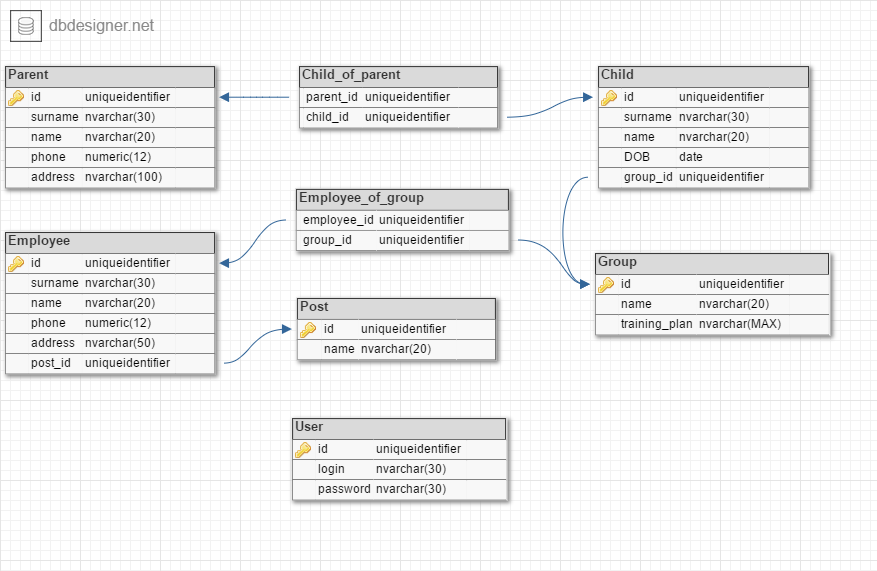 dbdesigner.net
Parent
id uniqueidentifier
surname nvarchar(30)
name nvarchar(20)
phone numeric(12)
address nvarchar(100)
Child_of_parent
parent_id uniqueidentifier
child_id uniqueidentifier
Child
id uniqueidentifier
surname nvarchar(30)
name nvarchar(20)
DOB date
group_id uniqueidentifier
Employee_of_group
employee_id uniqueidentifier
group_id uniqueidentifier
Employee
id uniqueidentifier
surname nvarchar(30)
name nvarchar(20)
phone numeric(12)
address nvarchar(50)
post_id uniqueidentifier
Post
id uniqueidentifier
name nvarchar(20)
Group
id uniqueidentifier
name nvarchar(20)
training_plan nvarchar(MAX)
User
id uniqueidentifier
login nvarchar(30)
password nvarchar(30)